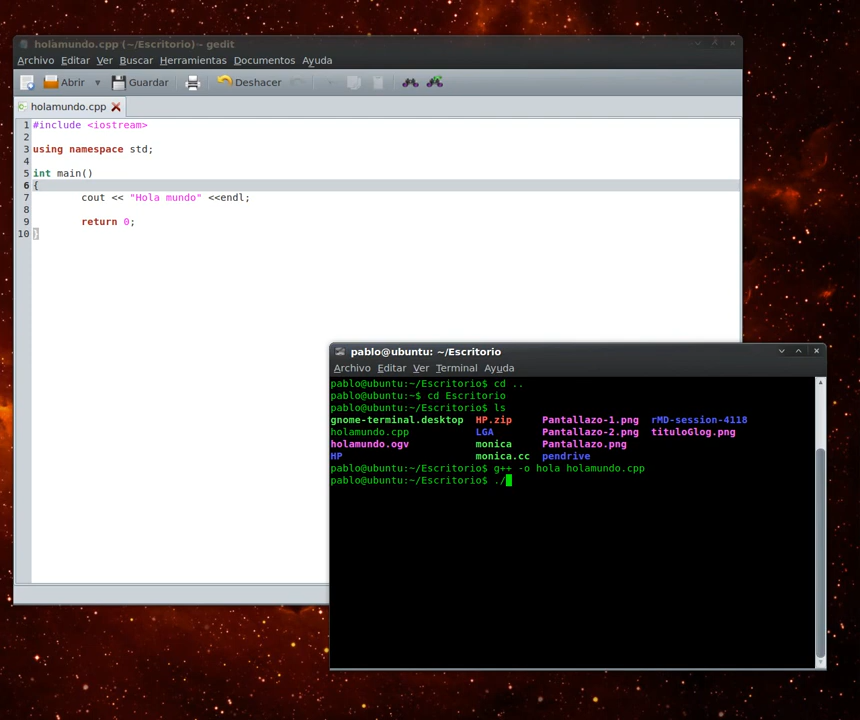 holamundo.cpp (~/Escritorio) - gedit
Archivo Editar Ver Buscar Herramientas Documentos Ayuda
Abrir Guardar Deshacer
holamundo.cpp
1 #include <iostream>
2
3 using namespace std;
4
5 int main()
6 {
7 cout << "Hola mundo" <<endl;
8
9 return 0;
10 }
pablo@ubuntu: ~/Escritorio
Archivo Editar Ver Terminal Ayuda
pablo@ubuntu:~/Escritorio$ cd ..
pablo@ubuntu:~$ cd Escritorio
pablo@ubuntu:~/Escritorio$ ls
gnome-terminal.desktop HP.zip Pantallazo-1.png rMD-session-4118
holamundo.cpp LGA Pantallazo-2.png tituloGlog.png
holamundo.ogv monica Pantallazo.png
HP monica.cc pendrive
pablo@ubuntu:~/Escritorio$ g++ -o hola holamundo.cpp
pablo@ubuntu:~/Escritorio$ ./